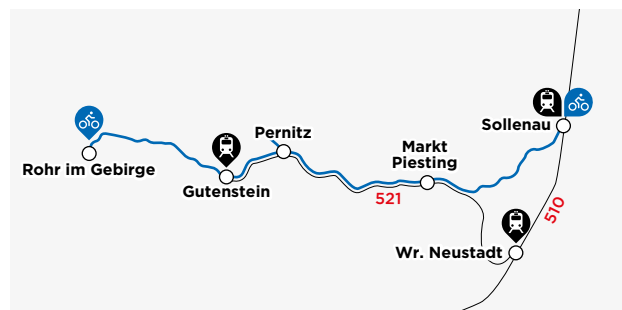 Sollenau
Pernitz
Markt
Piesting
Rohr im Gebirge
Gutenstein
521
510
Wr. Neustadt